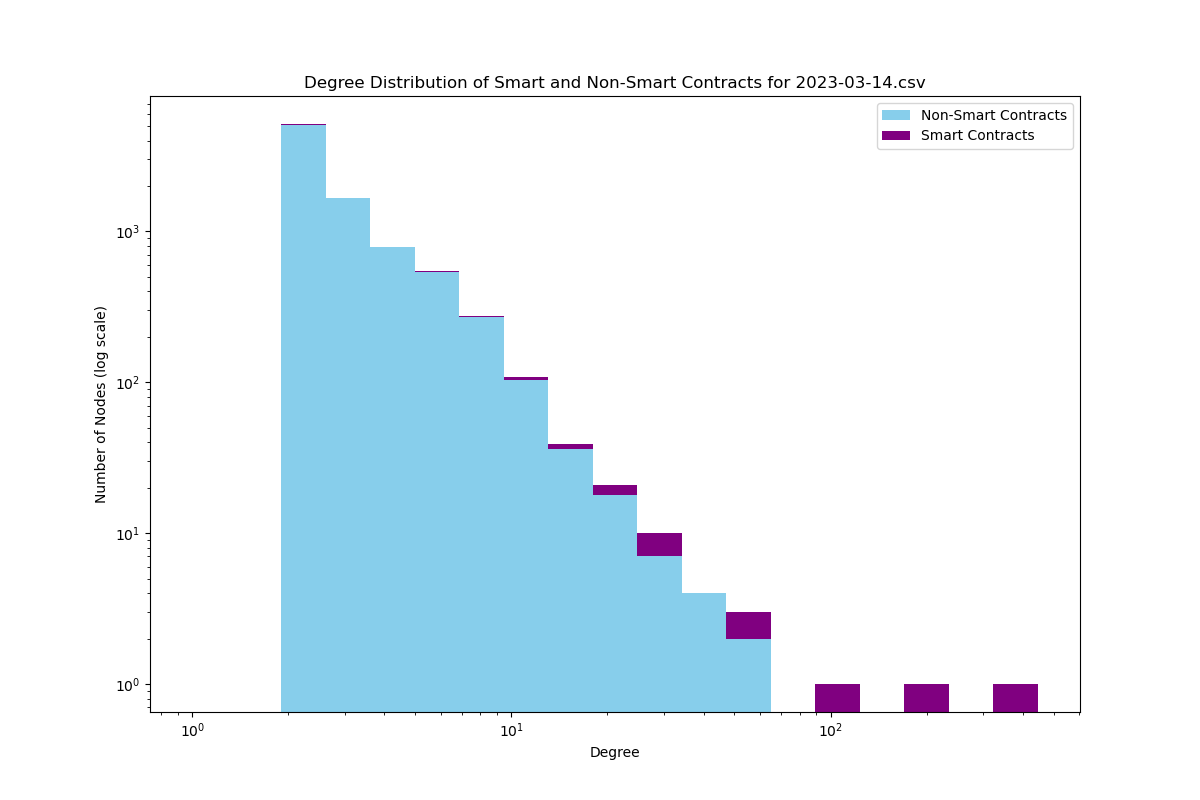 Degree Distribution of Smart and Non-Smart Contracts for 2023-03-14.csv
Non-Smart Contracts
Smart Contracts
Number of Nodes (log scale)
10³
10²
10¹
10⁰
10⁰ 10¹ 10²
Degree